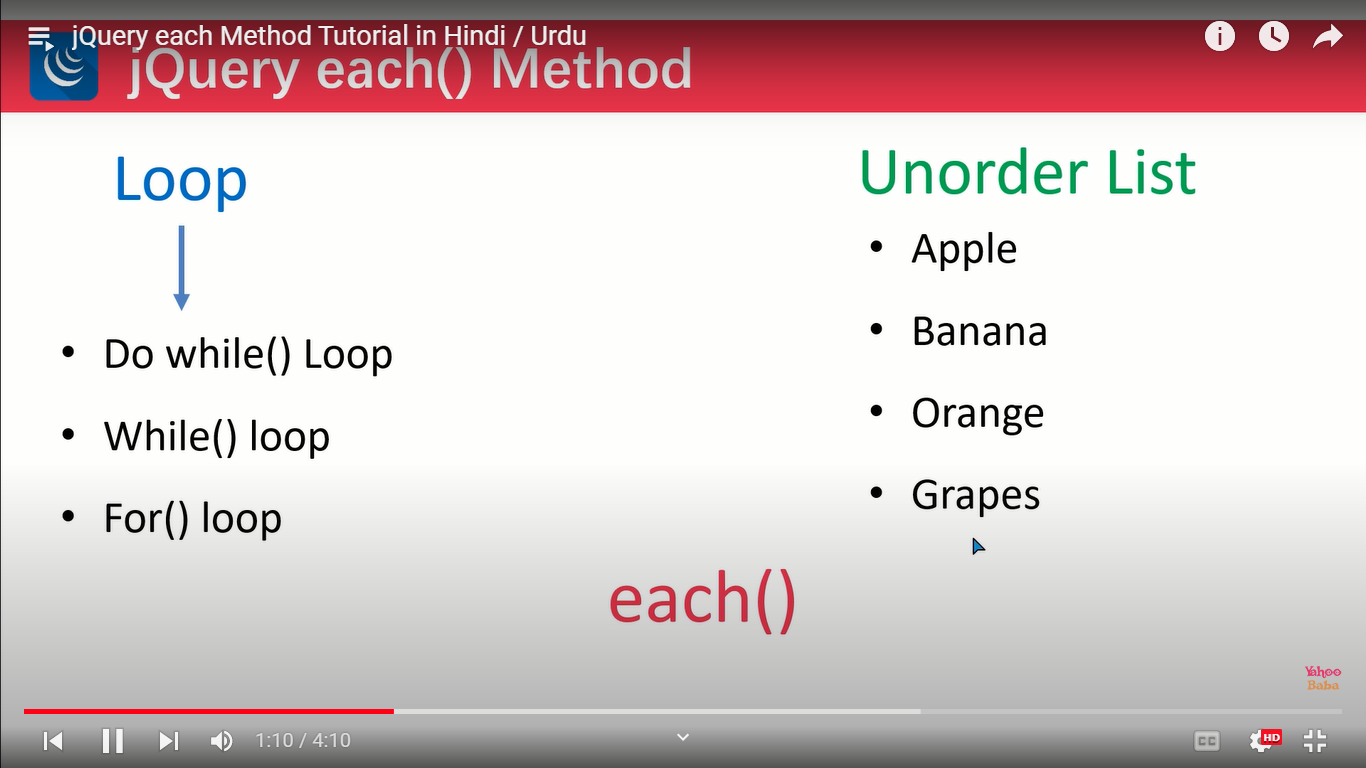 jQuery each Method Tutorial in Hindi / Urdu
jQuery each() Method
Loop
• Do while() Loop
• While() loop
• For() loop
Unorder List
• Apple
• Banana
• Orange
• Grapes
each()
Yahoo
Baba
1:10 / 4:10
CC
HD